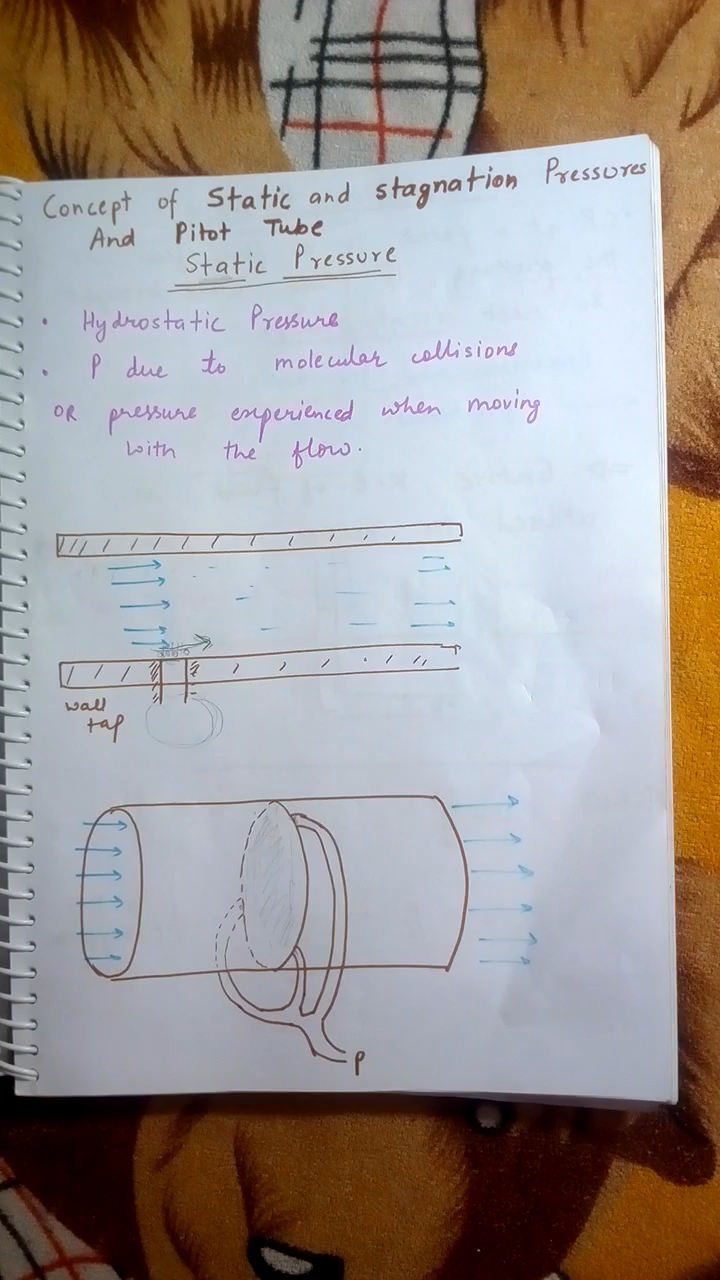 Concept of Static and stagnation Pressures
And Pitot Tube
Static Pressure
• Hydrostatic Pressure
• P due to molecular collisions
OR pressure experienced when moving
with the flow.
wall
tap
P